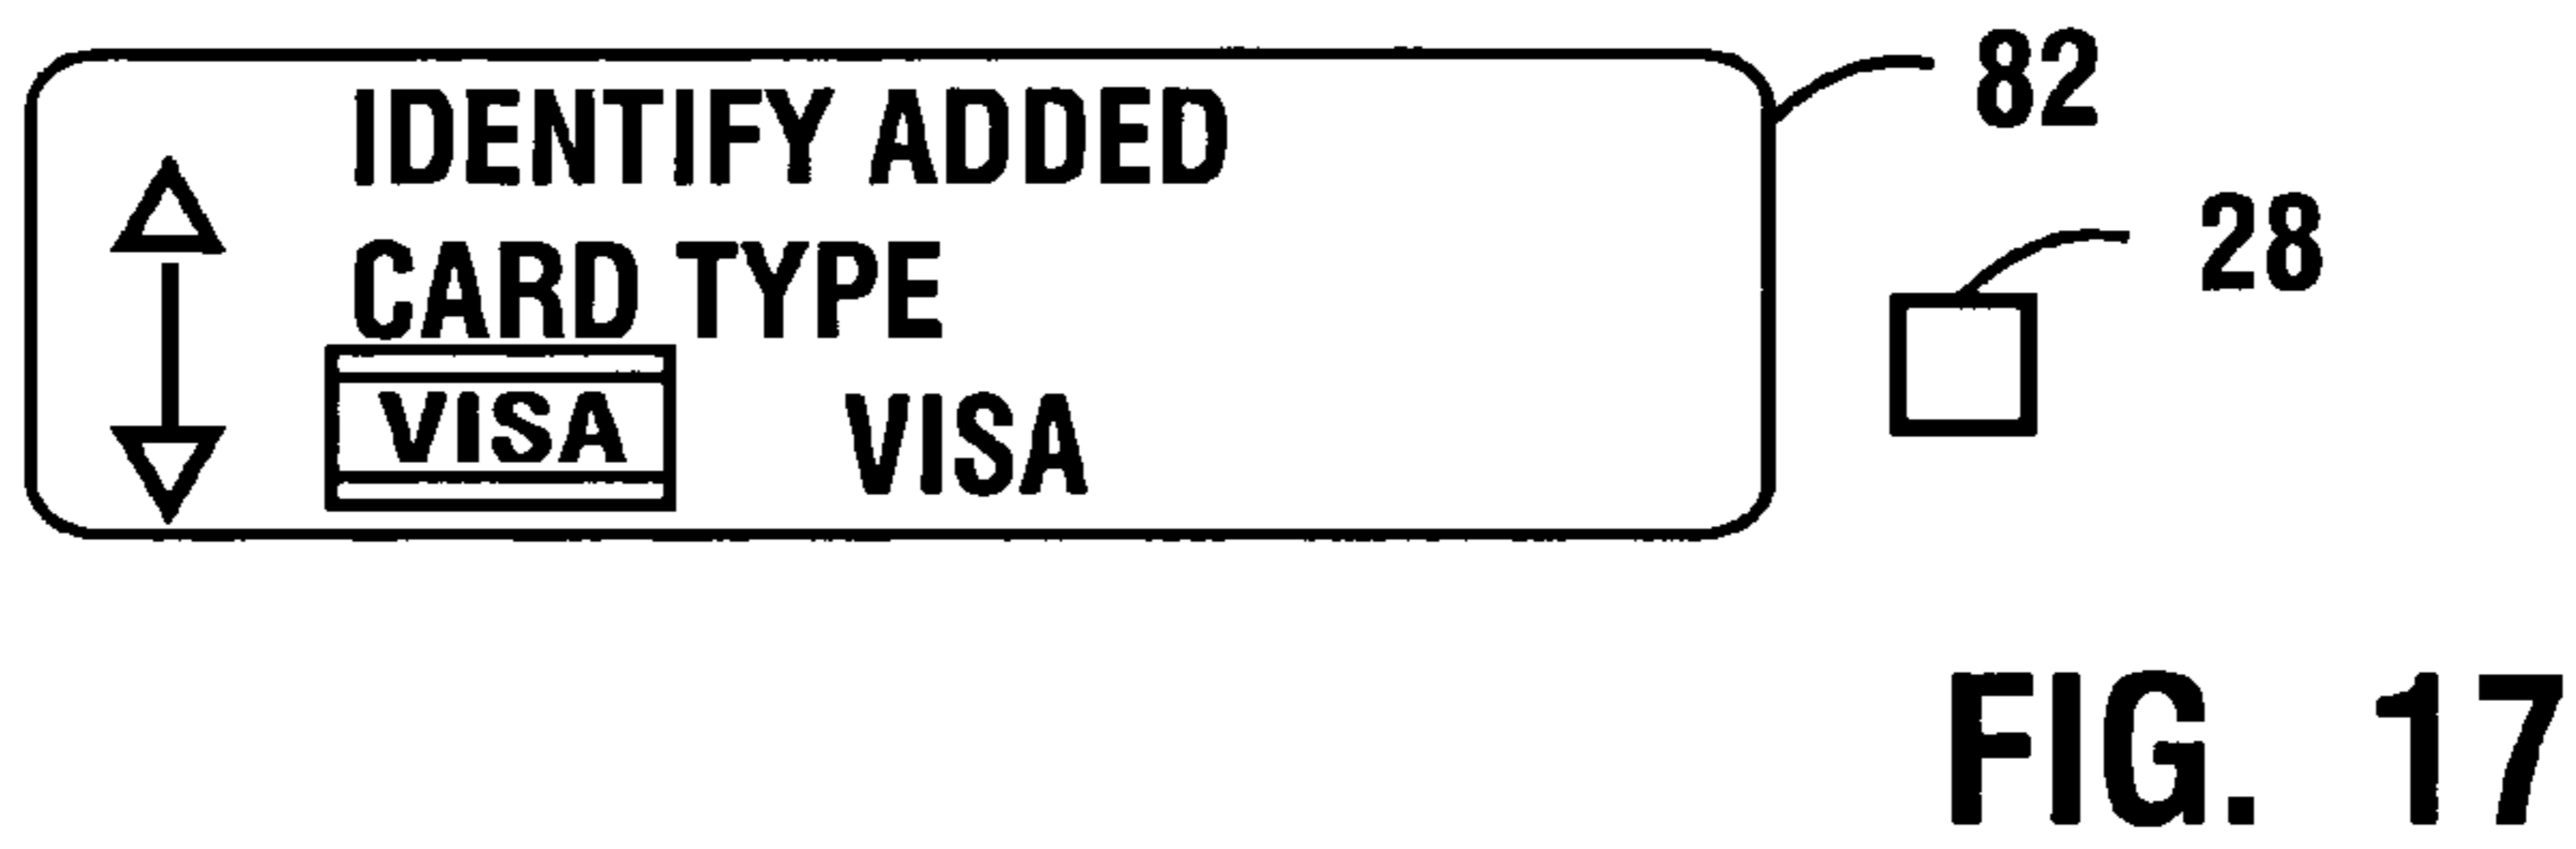 IDENTIFY ADDED
CARD TYPE
VISA VISA
82
28
FIG. 17